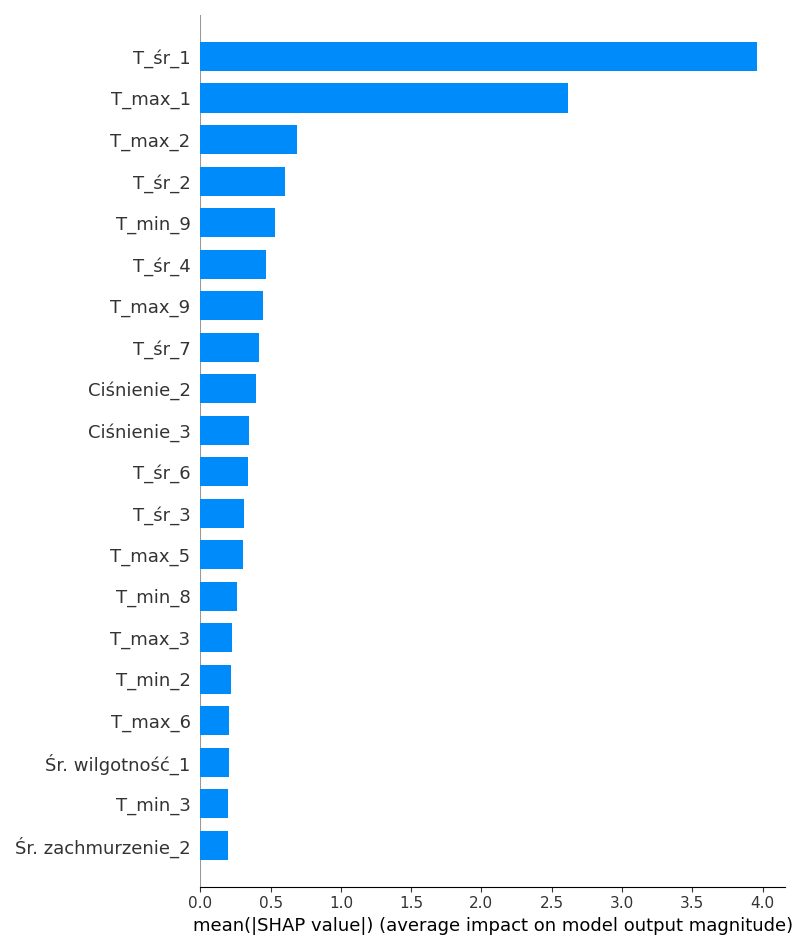 T_śr_1
T_max_1
T_max_2
T_śr_2
T_min_9
T_śr_4
T_max_9
T_śr_7
Ciśnienie_2
Ciśnienie_3
T_śr_6
T_śr_3
T_max_5
T_min_8
T_max_3
T_min_2
T_max_6
Śr. wilgotność_1
T_min_3
Śr. zachmurzenie_2
0.0 0.5 1.0 1.5 2.0 2.5 3.0 3.5 4.0
mean(|SHAP value|) (average impact on model output magnitude)